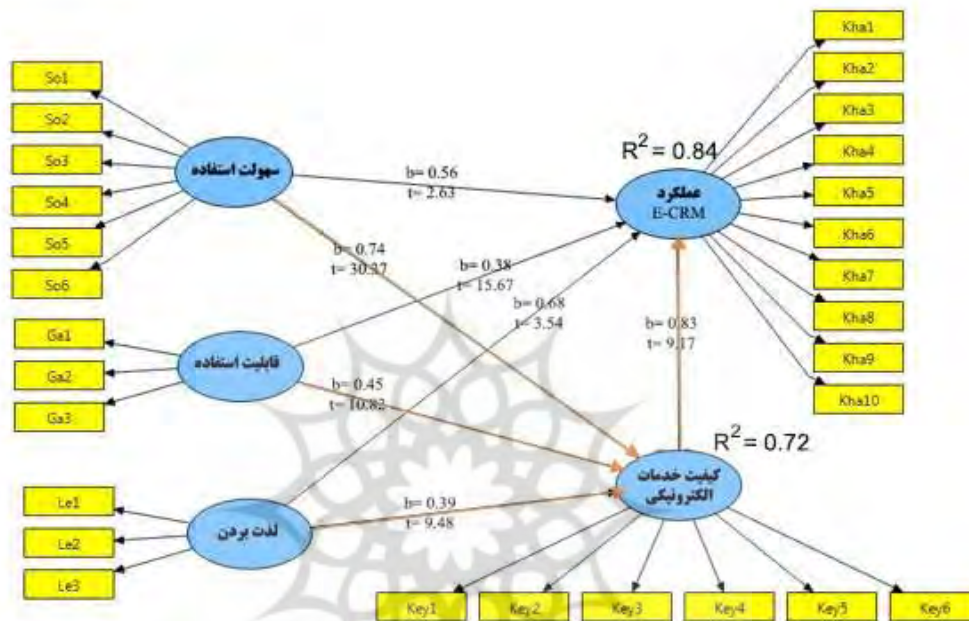 Kha1
Kha2
Kha3
Kha4
Kha5
Kha6
Kha7
Kha8
Kha9
Kha10
So1
So2
So3
So4
So5
So6
سهولت استفاده
R² = 0.84
عملکرد
E-CRM
b= 0.56
t= 2.63
b= 0.74
t= 30.37
b= 0.38
t= 15.67
b= 0.68
t= 3.54
b= 0.83
t= 9.17
Ga1
Ga2
Ga3
قابلیت استفاده
b= 0.45
t= 10.82
R² = 0.72
کیفیت خدمات
الکترونیکی
Le1
Le2
Le3
لذت بردن
b= 0.39
t= 9.48
Key1
Key2
Key3
Key4
Key5
Key6